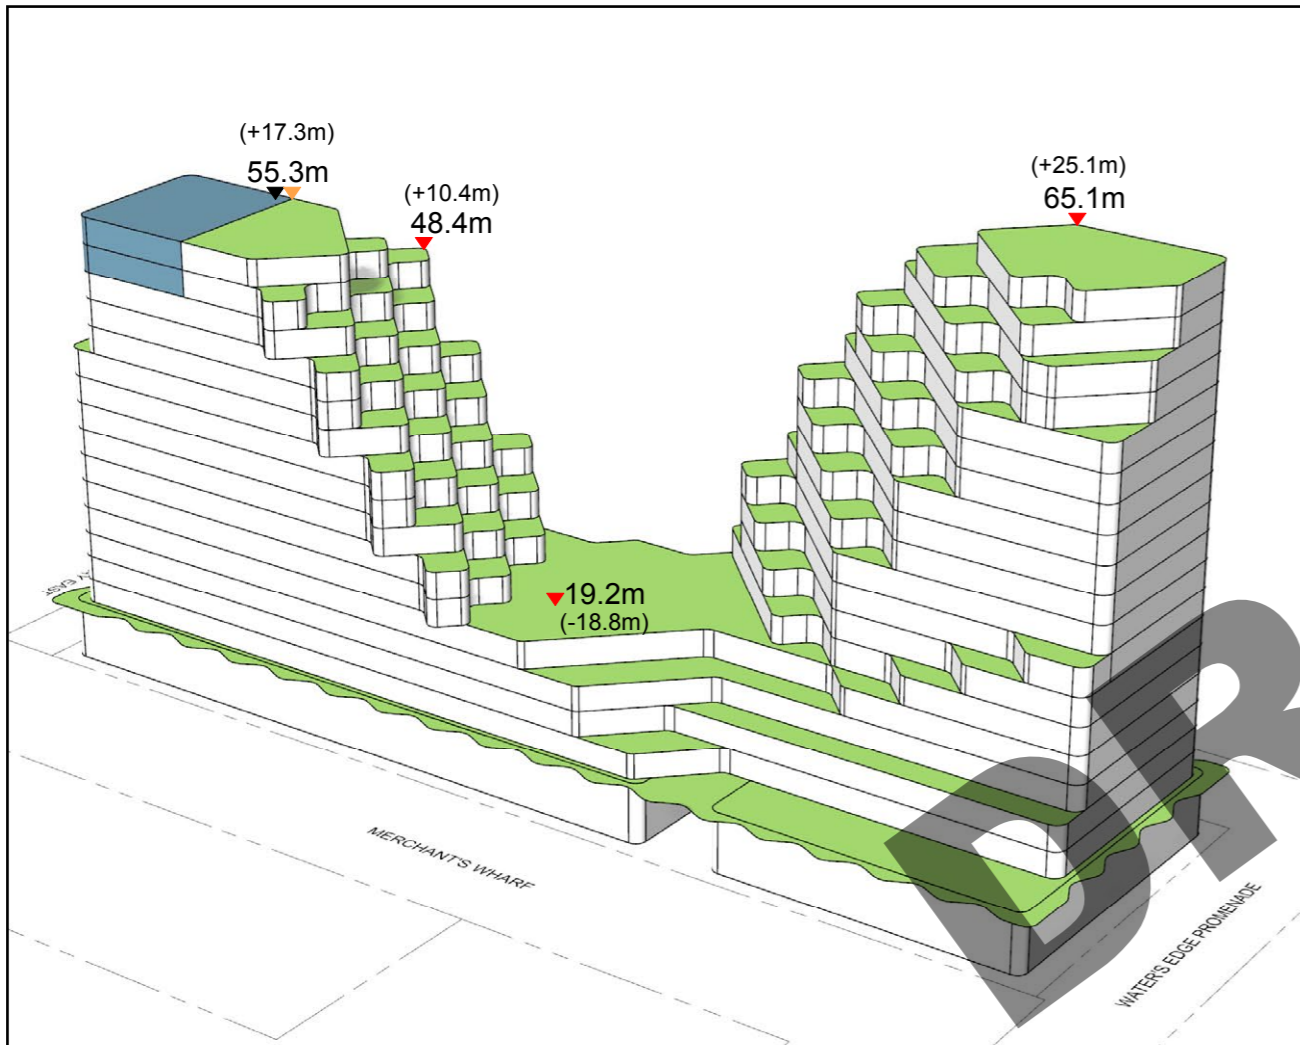 (+17.3m)
55.3m
(+10.4m)
48.4m
(+25.1m)
65.1m
19.2m
(-18.8m)
EAST
MERCHANT'S WHARF
WATER'S EDGE PROMENADE
DR